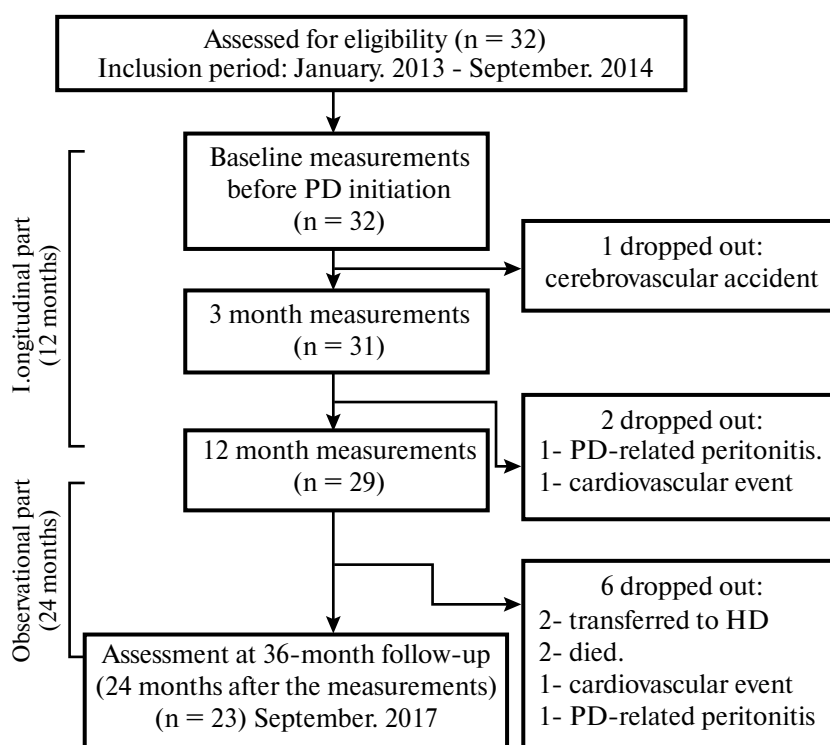 Assessed for eligibility (n = 32)
Inclusion period: January. 2013 - September. 2014
Baseline measurements
before PD initiation
(n = 32)
1 dropped out:
cerebrovascular accident
3 month measurements
(n = 31)
2 dropped out:
1- PD-related peritonitis.
1- cardiovascular event
12 month measurements
(n = 29)
6 dropped out:
2- transferred to HD
2- died.
1- cardiovascular event
1- PD-related peritonitis
Assessment at 36-month follow-up
(24 months after the measurements)
(n = 23) September. 2017
Longitudinal part
(12 months)
Observational part
(24 months)